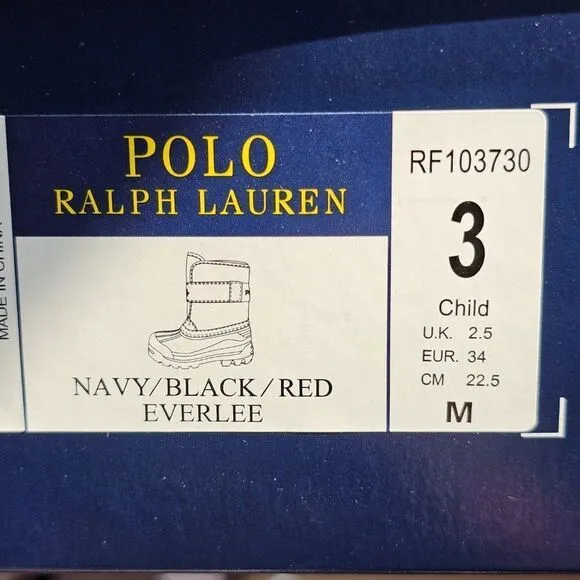 MADE IN CHINA
POLO
RALPH LAUREN
NAVY/BLACK/RED
EVERLEE
RF103730
3
Child
U.K. 2.5
EUR. 34
CM 22.5
M